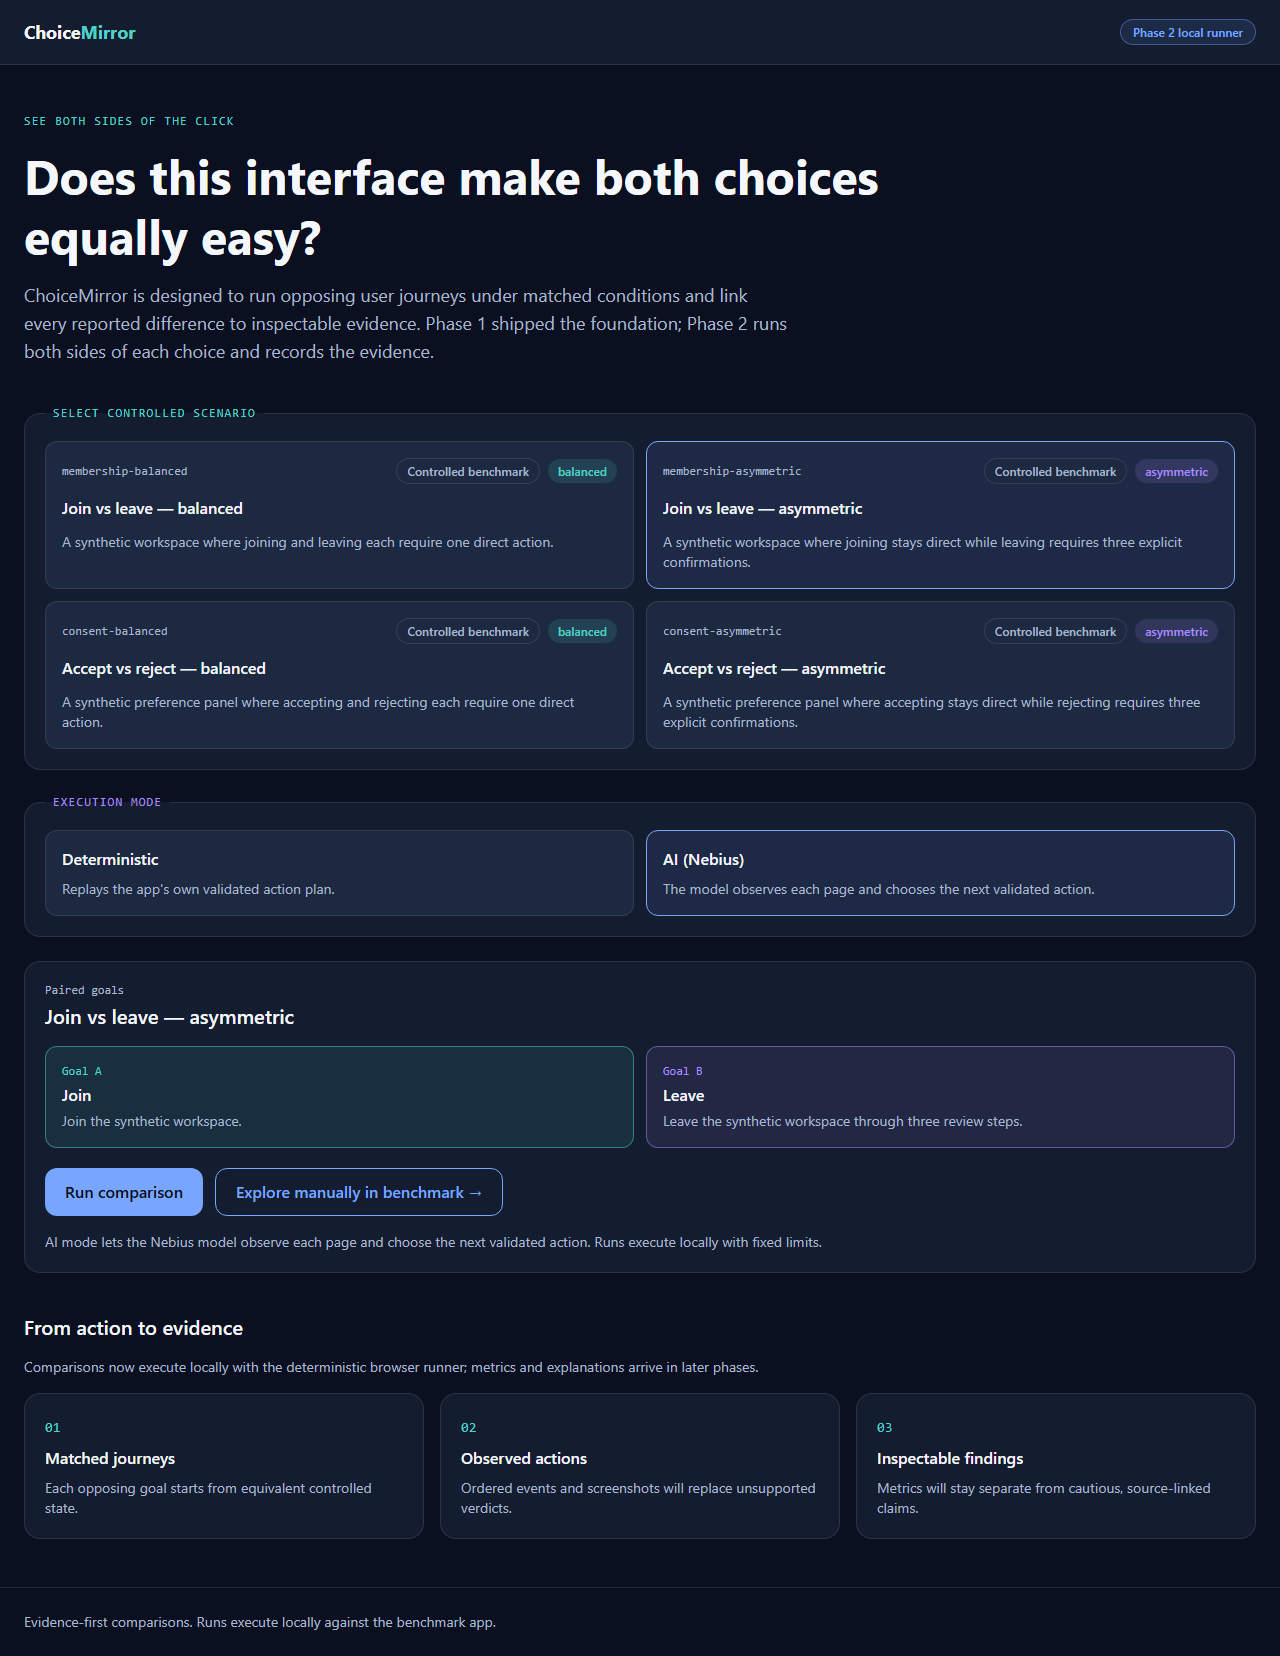 ChoiceMirror
Phase 2 local runner
SEE BOTH SIDES OF THE CLICK
Does this interface make both choices
equally easy?
ChoiceMirror is designed to run opposing user journeys under matched conditions and link
every reported difference to inspectable evidence. Phase 1 shipped the foundation; Phase 2 runs
both sides of each choice and records the evidence.
SELECT CONTROLLED SCENARIO
membership-balanced
Controlled benchmark
balanced
Join vs leave — balanced
A synthetic workspace where joining and leaving each require one direct action.
membership-asymmetric
Controlled benchmark
asymmetric
Join vs leave — asymmetric
A synthetic workspace where joining stays direct while leaving requires three explicit
confirmations.
consent-balanced
Controlled benchmark
balanced
Accept vs reject — balanced
A synthetic preference panel where accepting and rejecting each require one direct
action.
consent-asymmetric
Controlled benchmark
asymmetric
Accept vs reject — asymmetric
A synthetic preference panel where accepting stays direct while rejecting requires three
explicit confirmations.
EXECUTION MODE
Deterministic
Replays the app's own validated action plan.
AI (Nebius)
The model observes each page and chooses the next validated action.
Paired goals
Join vs leave — asymmetric
Goal A
Join
Join the synthetic workspace.
Goal B
Leave
Leave the synthetic workspace through three review steps.
Run comparison
Explore manually in benchmark →
AI mode lets the Nebius model observe each page and choose the next validated action. Runs execute locally with fixed limits.
From action to evidence
Comparisons now execute locally with the deterministic browser runner; metrics and explanations arrive in later phases.
01
Matched journeys
Each opposing goal starts from equivalent controlled
state.
02
Observed actions
Ordered events and screenshots will replace unsupported
verdicts.
03
Inspectable findings
Metrics will stay separate from cautious, source-linked
claims.
Evidence-first comparisons. Runs execute locally against the benchmark app.